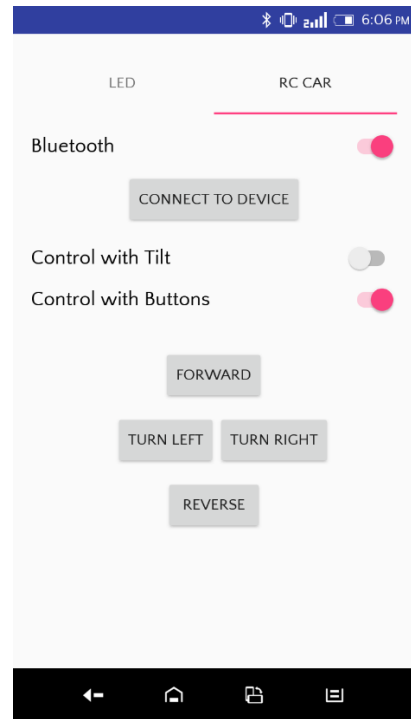 6:06 PM
LED RC CAR
Bluetooth
CONNECT TO DEVICE
Control with Tilt
Control with Buttons
FORWARD
TURN LEFT TURN RIGHT
REVERSE